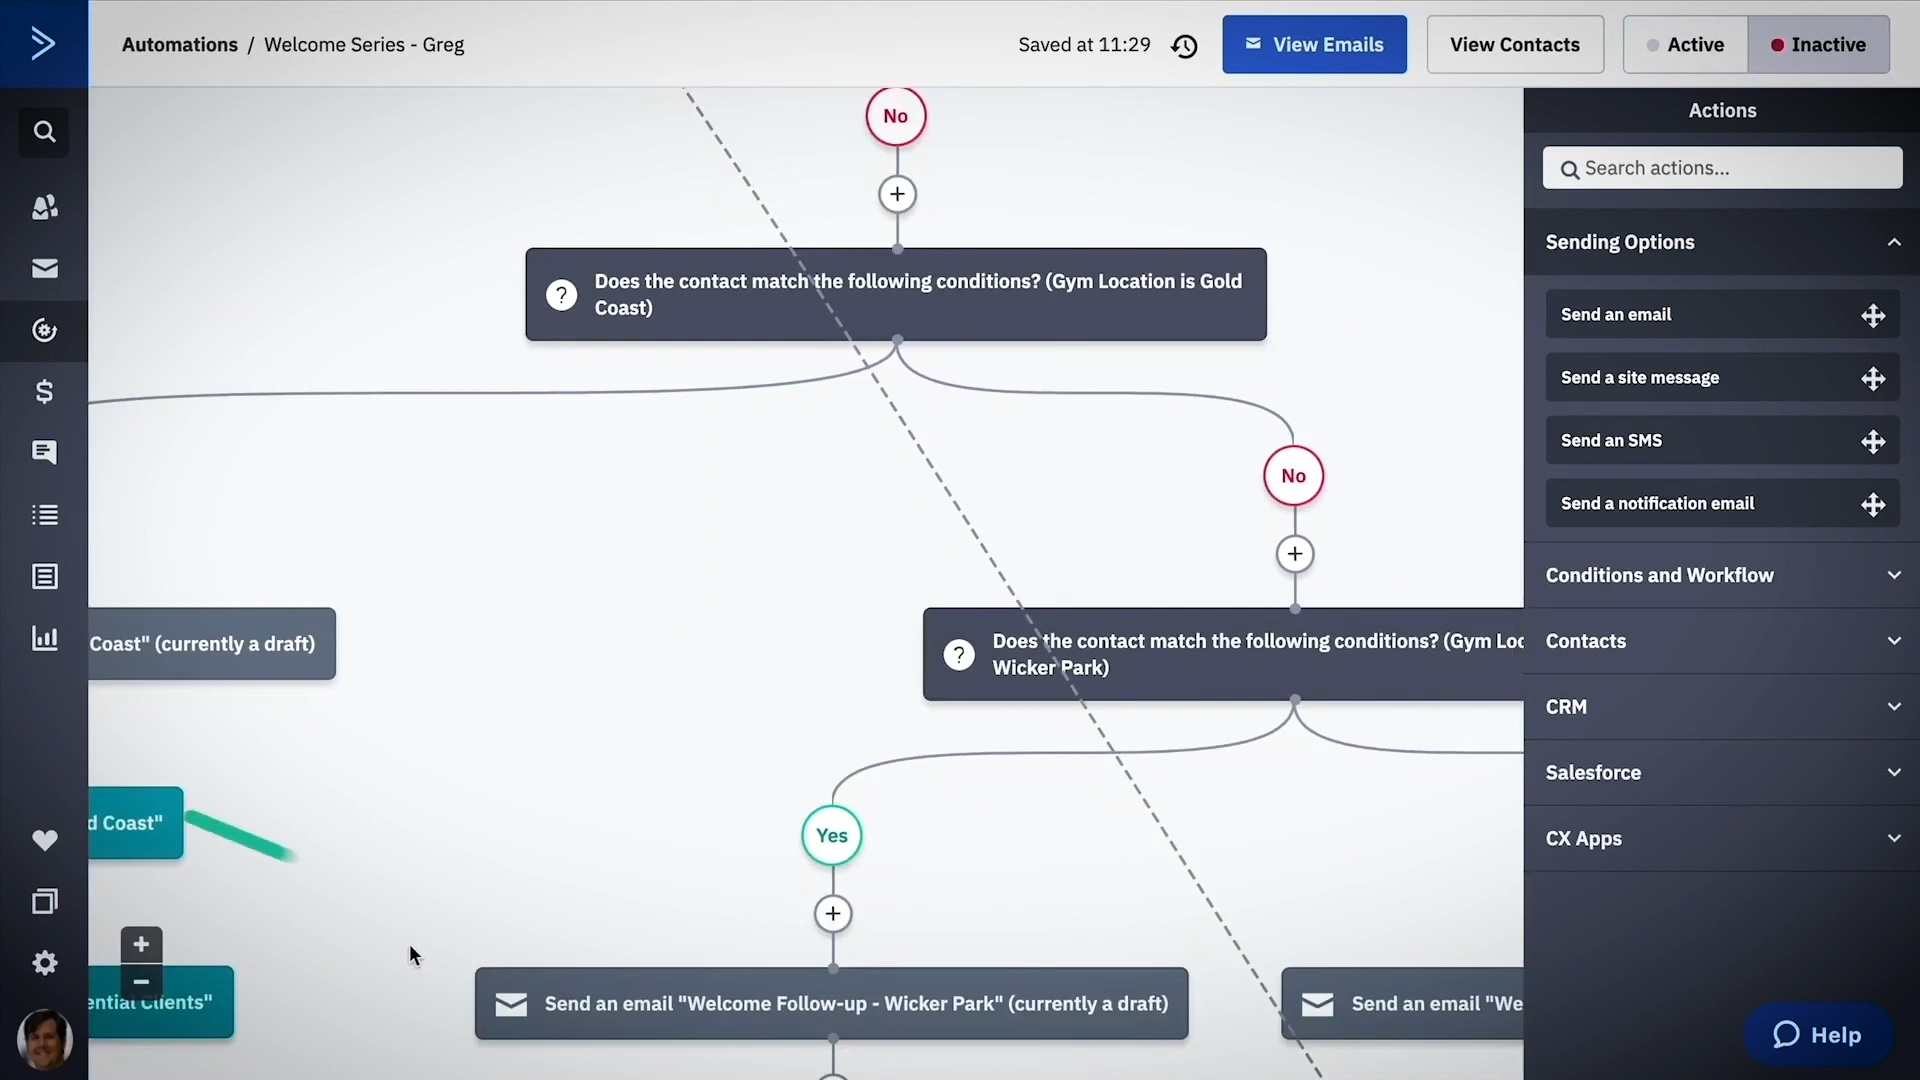 Automations / Welcome Series - Greg
Saved at 11:29
View Emails
View Contacts
Active
Inactive
No
Does the contact match the following conditions? (Gym Location is Gold
Coast)
No
Coast" (currently a draft)
Does the contact match the following conditions? (Gym Loc
Wicker Park)
d Coast"
Yes
ential Clients"
Send an email "Welcome Follow-up - Wicker Park" (currently a draft)
Send an email "We
Actions
Search actions...
Sending Options
Send an email
Send a site message
Send an SMS
Send a notification email
Conditions and Workflow
Contacts
CRM
Salesforce
CX Apps
Help